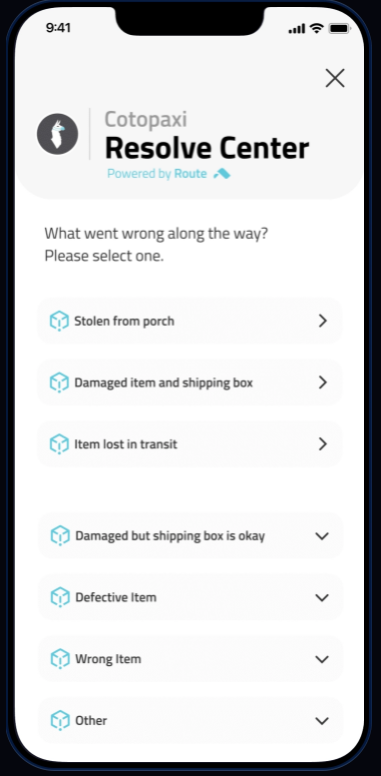 9:41
Cotopaxi
Resolve Center
Powered by Route
What went wrong along the way?
Please select one.
Stolen from porch
Damaged item and shipping box
Item lost in transit
Damaged but shipping box is okay
Defective Item
Wrong Item
Other